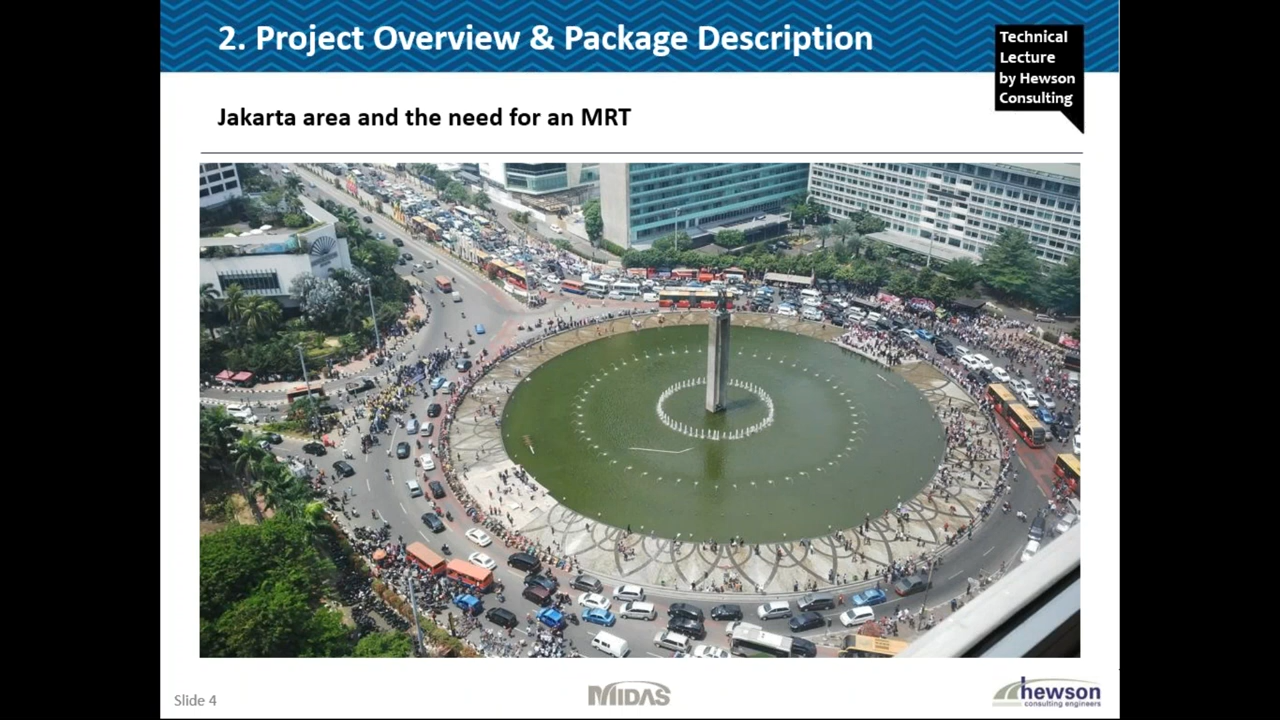 2. Project Overview & Package Description
Technical
Lecture
by Hewson
Consulting
Jakarta area and the need for an MRT
Slide 4
MIDAS
hewson
consulting engineers